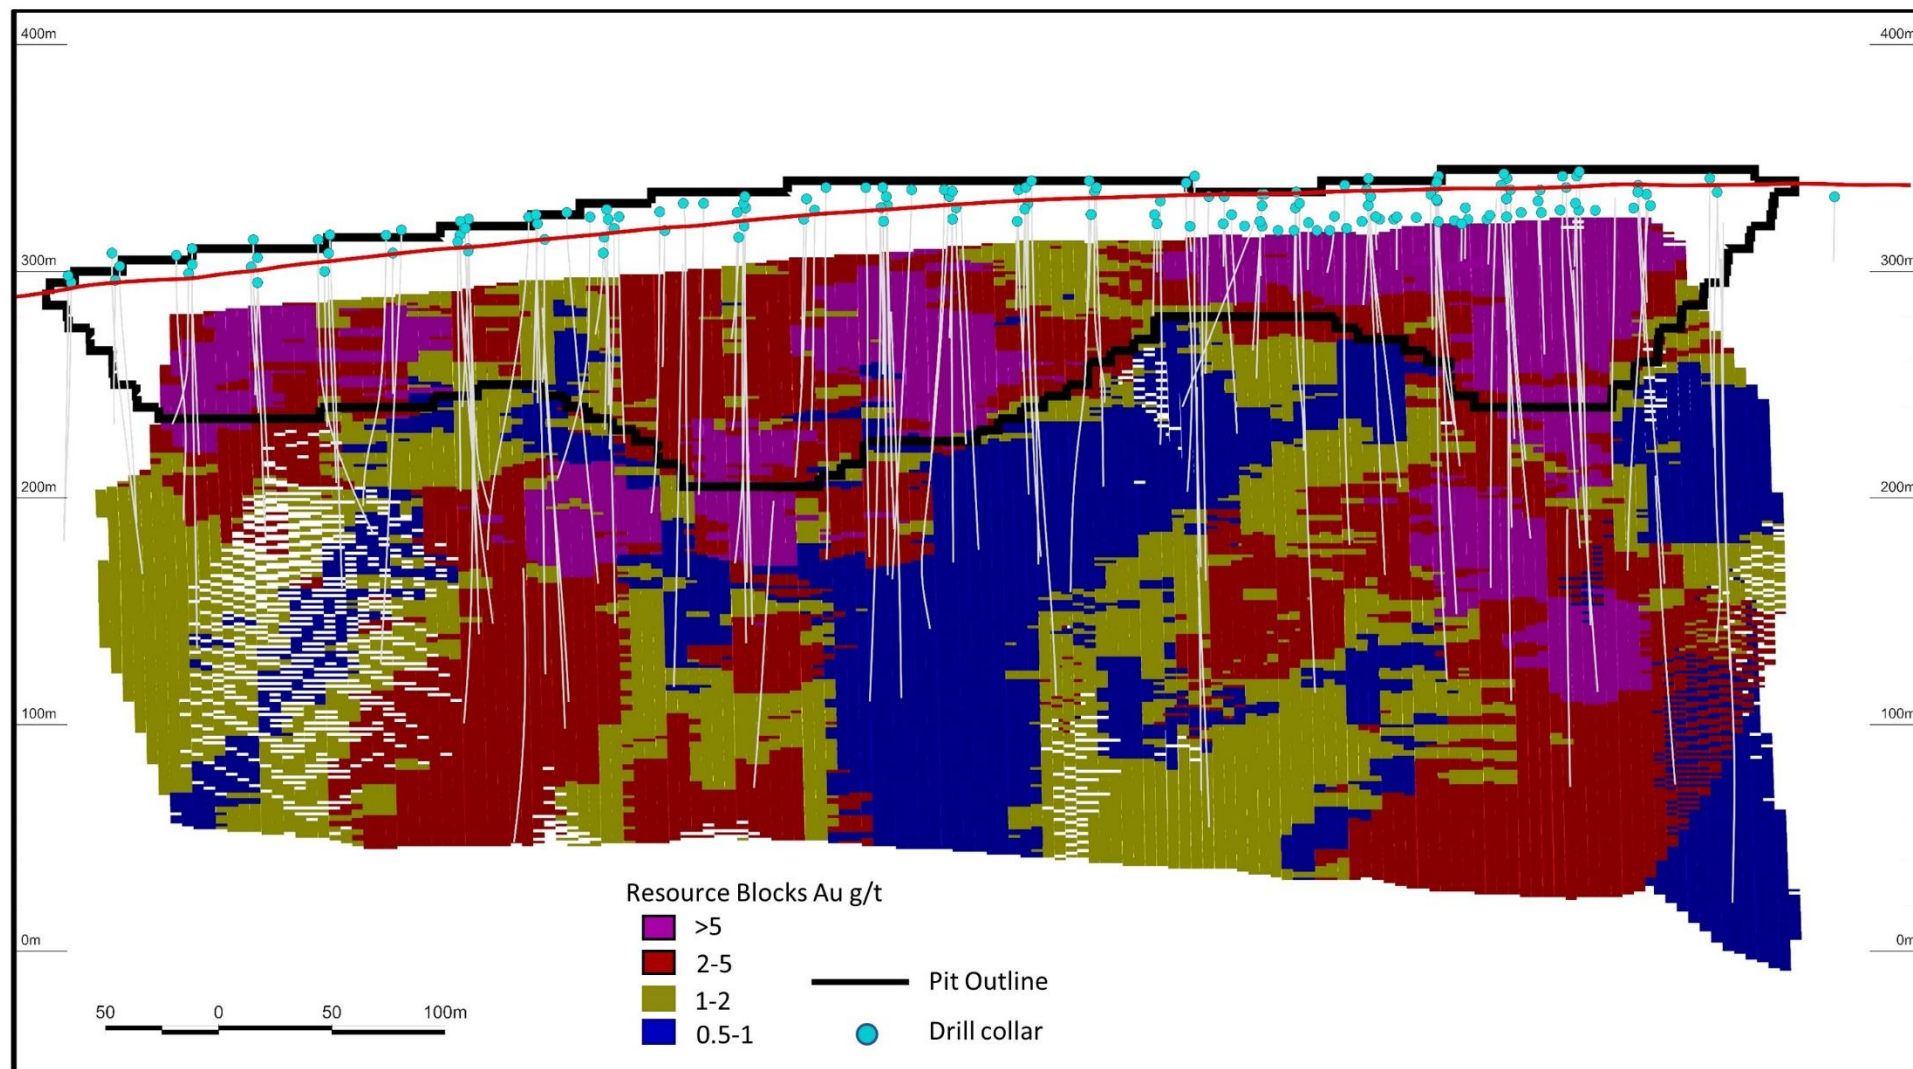 400m 400m
300m 300m
200m 200m
100m 100m
Resource Blocks Au g/t
>5
0m 0m
2-5
Pit Outline
1-2
50 0 50 100m
Drill collar
0.5-1